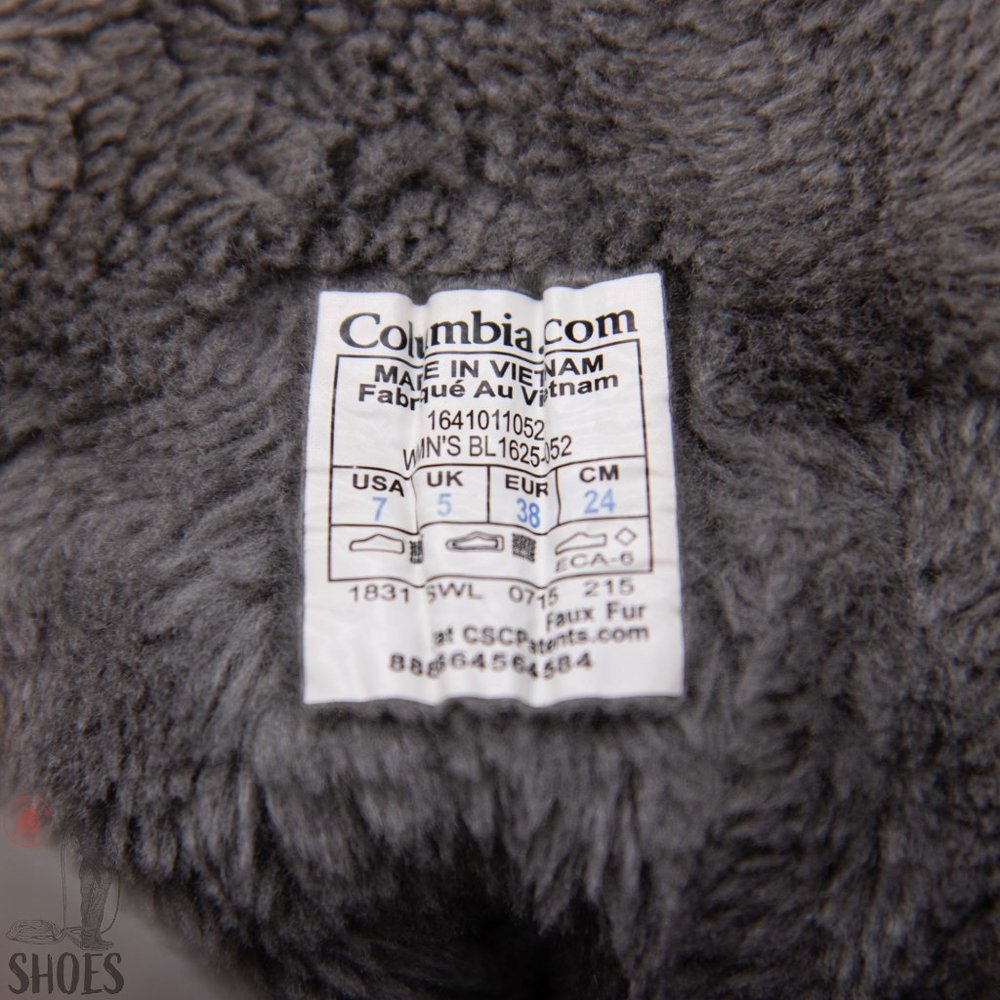 Columbia.com
MADE IN VIETNAM
Fabriqué Au Vietnam
1641011052
WMN'S BL1625-052
USA UK EUR CM
7 5 38 24
ECA-6
1831 SWL 0715 215
Faux Fur
at CSCPatents.com
SHOES